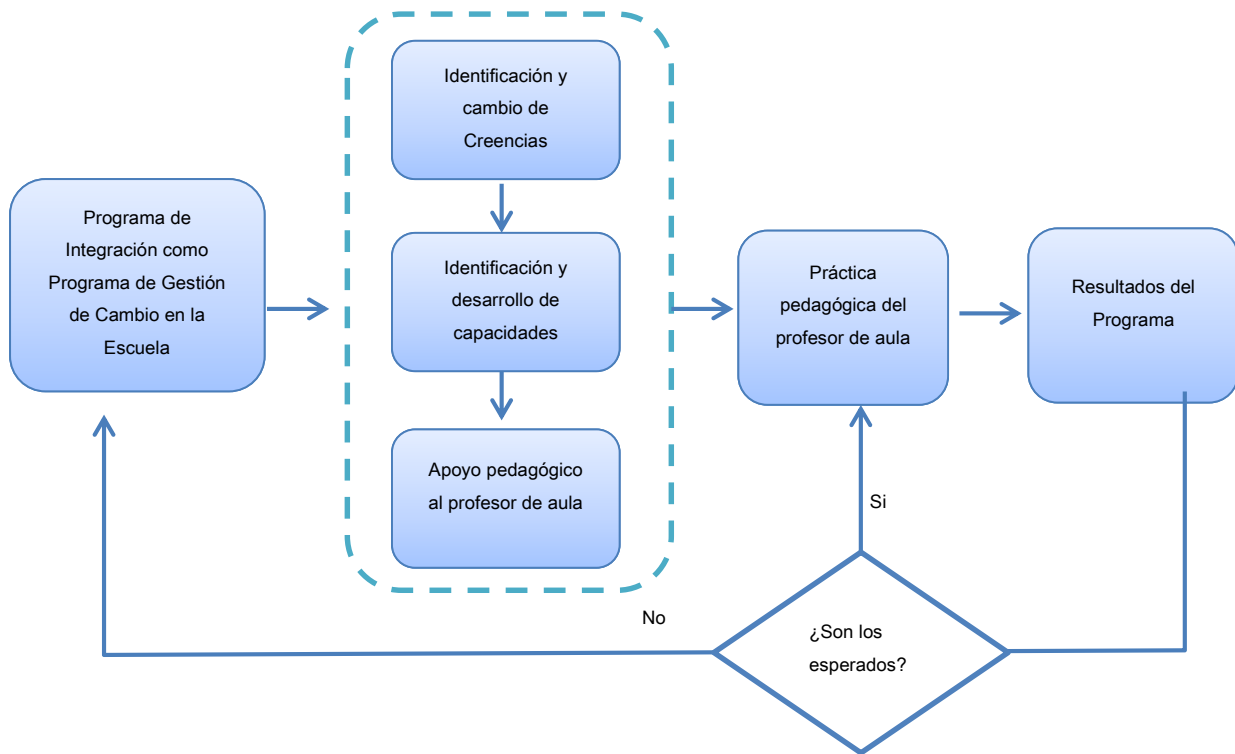 Identificación y
cambio de
Creencias
Programa de
Integración como
Programa de Gestión
de Cambio en la
Escuela
Identificación y
desarrollo de
capacidades
Práctica
pedagógica del
profesor de aula
Resultados del
Programa
Apoyo pedagógico
al profesor de aula
Si
No
¿Son los
esperados?